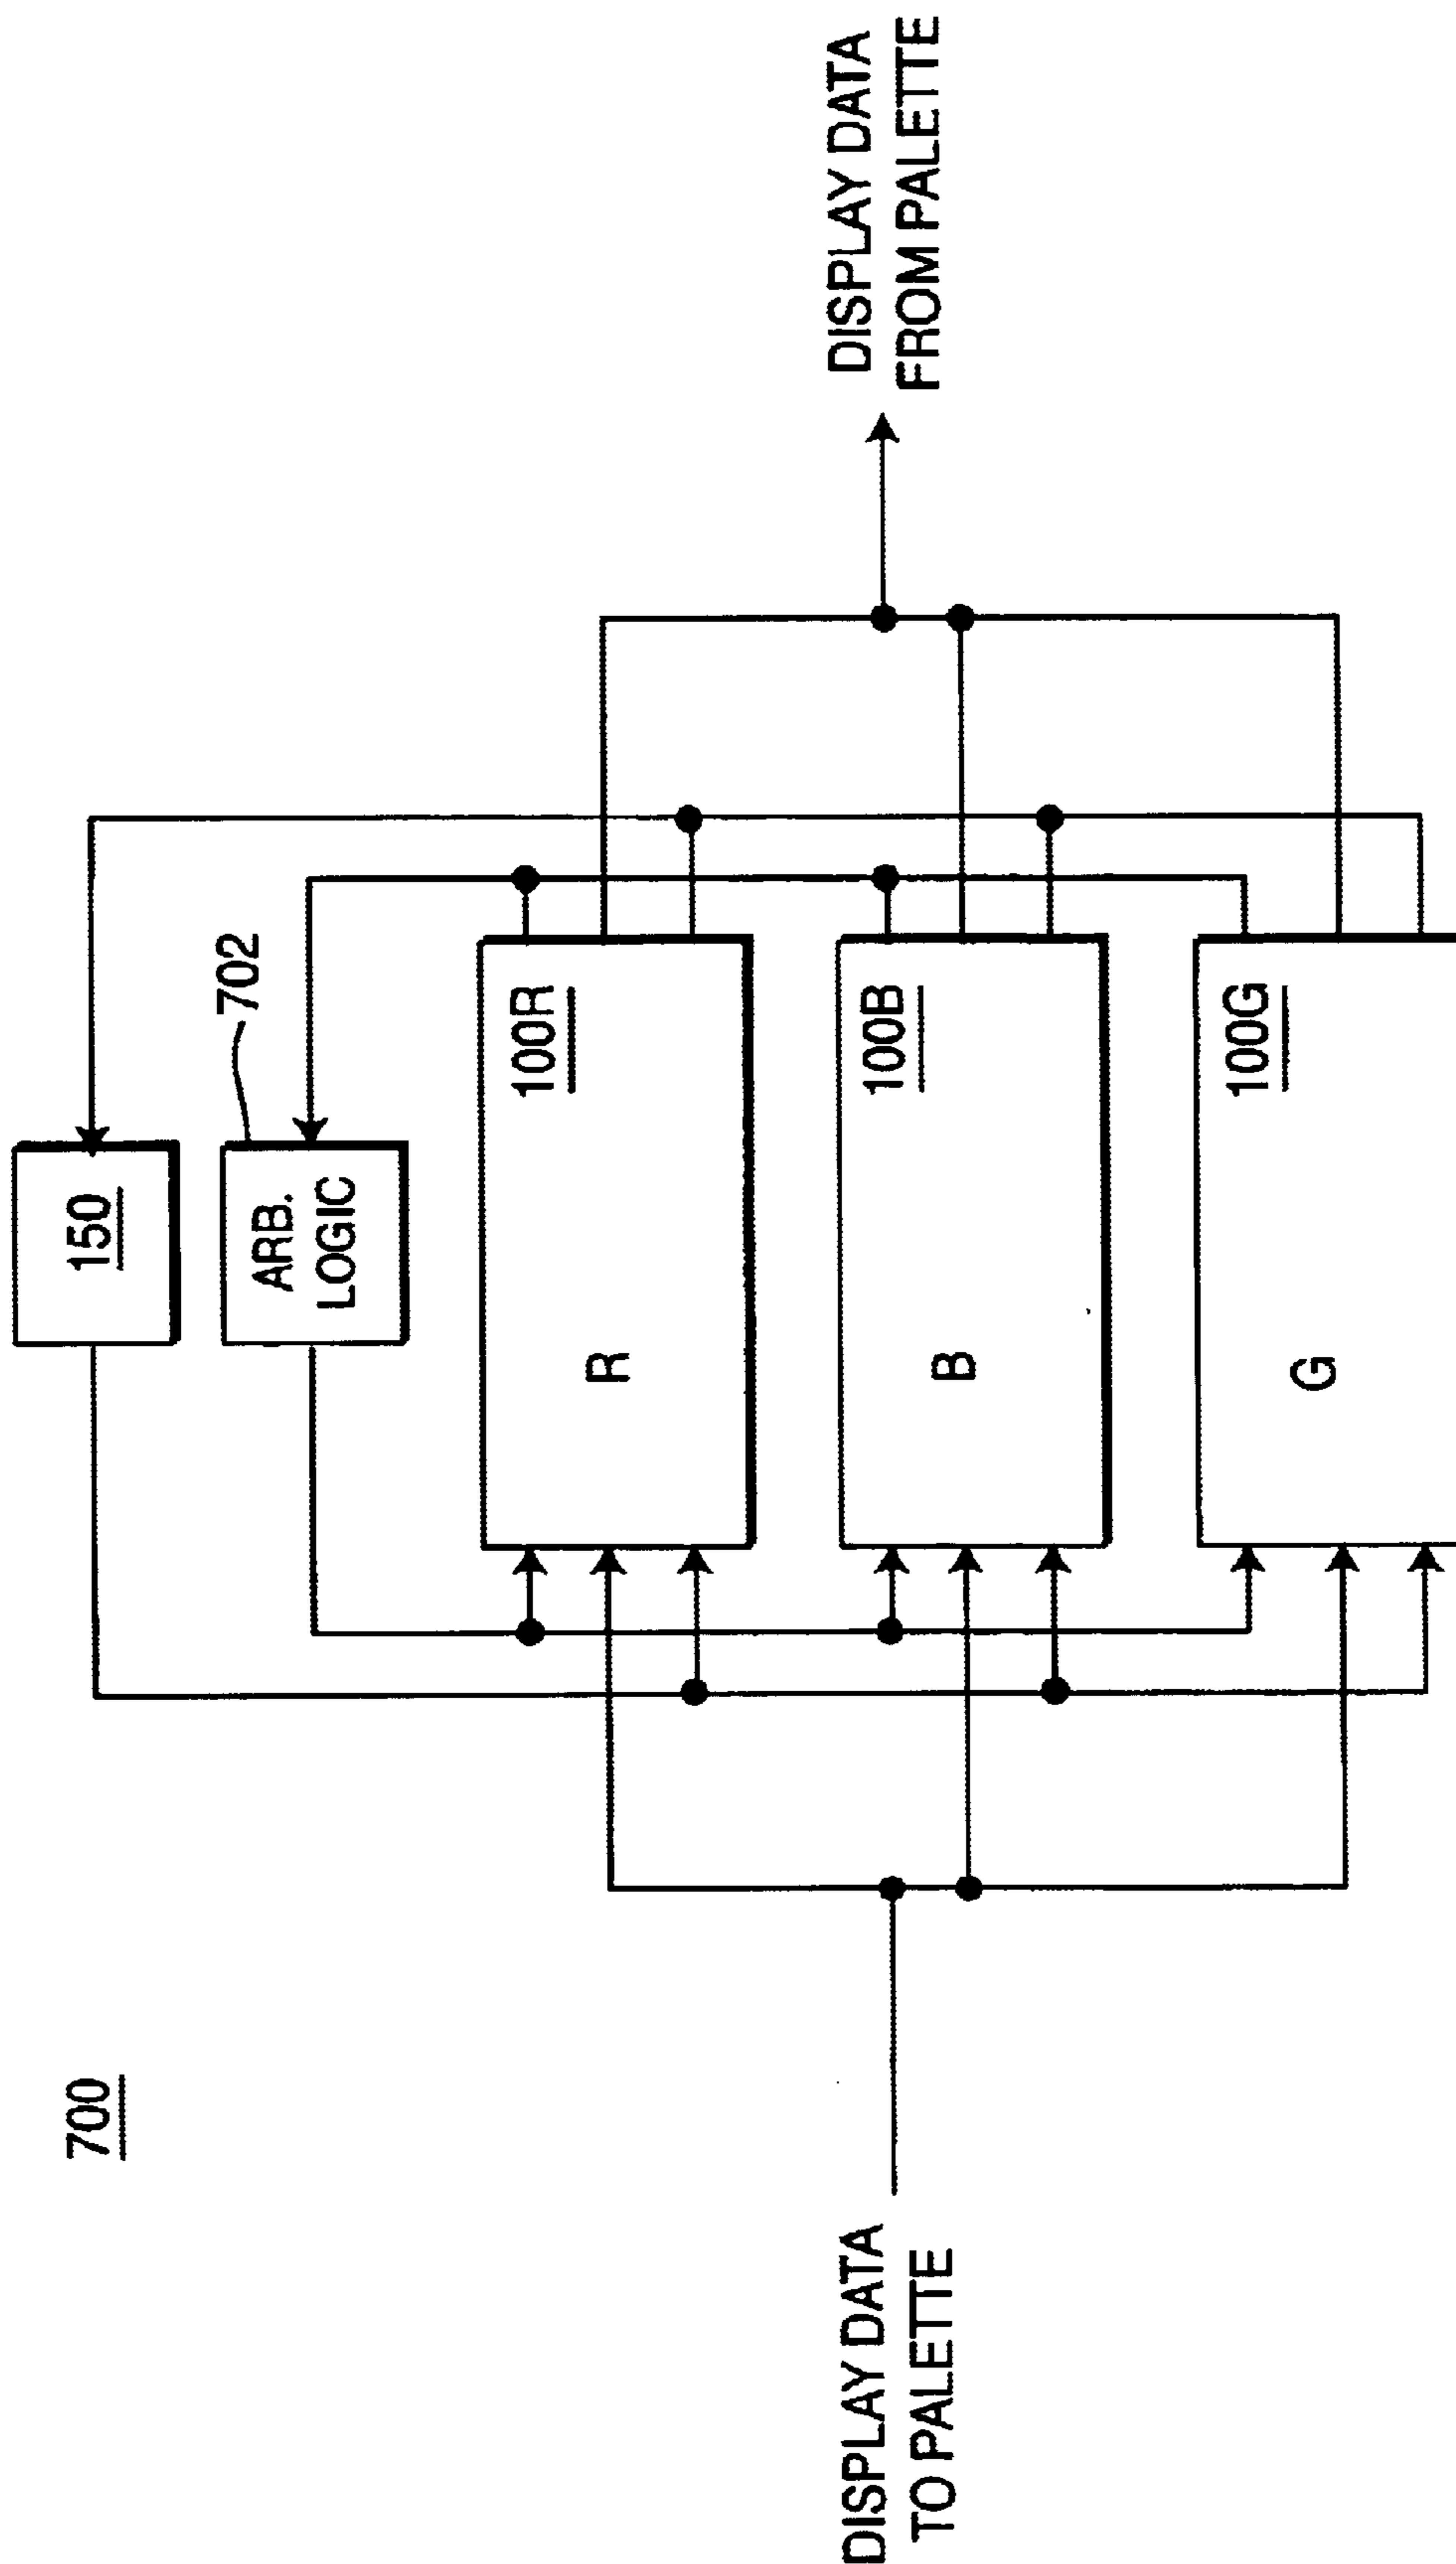 700
150
ARB.
LOGIC
702
100R
R
100B
B
100G
G
DISPLAY DATA
TO PALETTE
DISPLAY DATA
FROM PALETTE